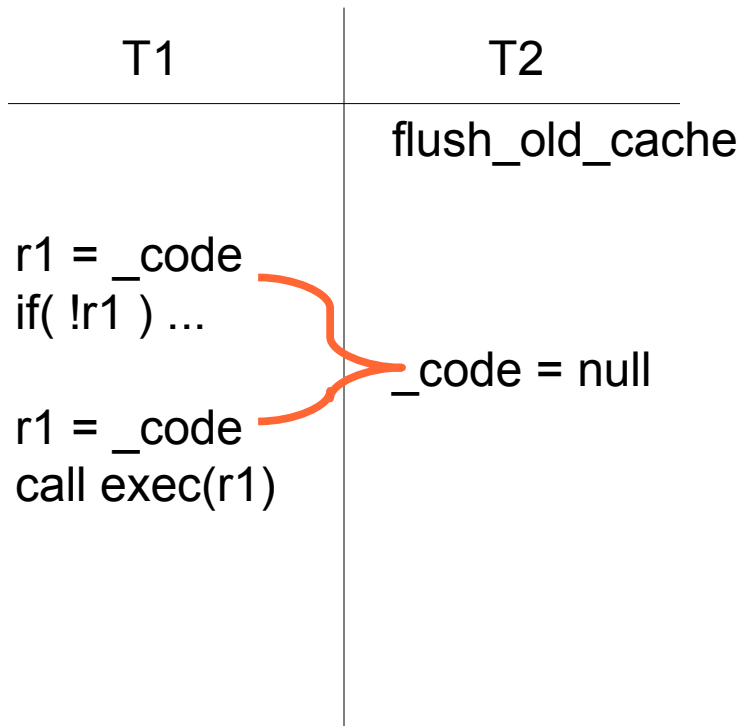 T1
T2
flush_old_cache
r1 = _code
if( !r1 ) ...
_code = null
r1 = _code
call exec(r1)